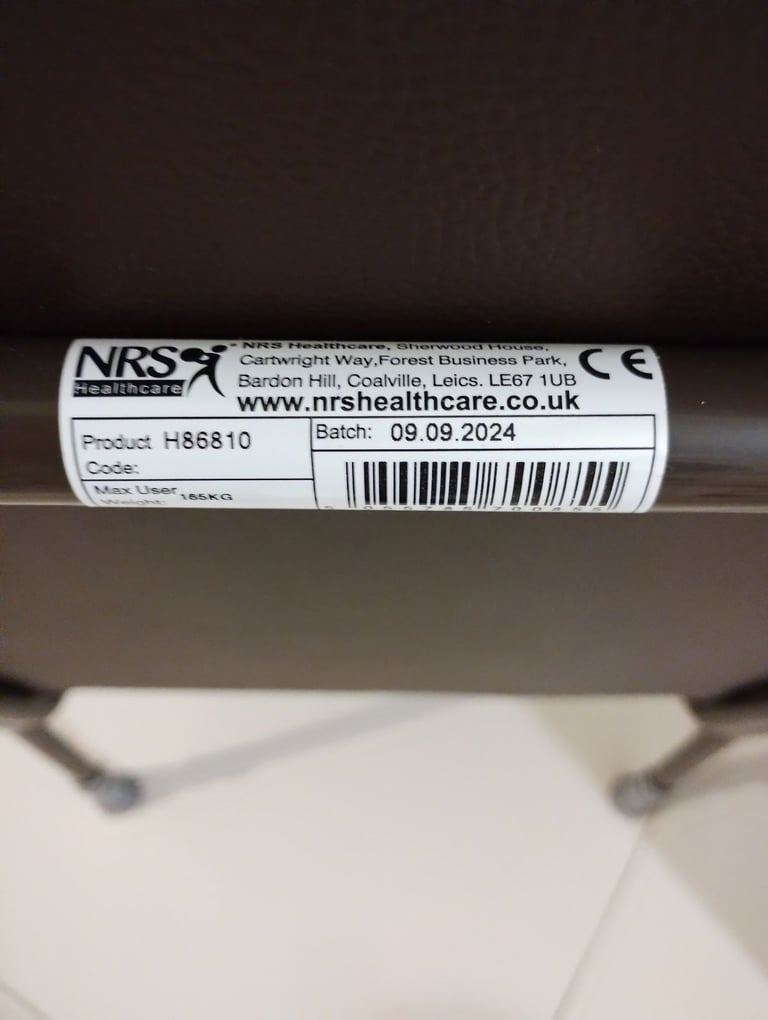 NRS
Healthcare
NRS Healthcare, Sherwood House,
Cartwright Way,Forest Business Park,
Bardon Hill, Coalville, Leics. LE67 1UB
www.nrshealthcare.co.uk
CE
Product H86810
Code:
Batch: 09.09.2024
Max User
Weight: 165KG